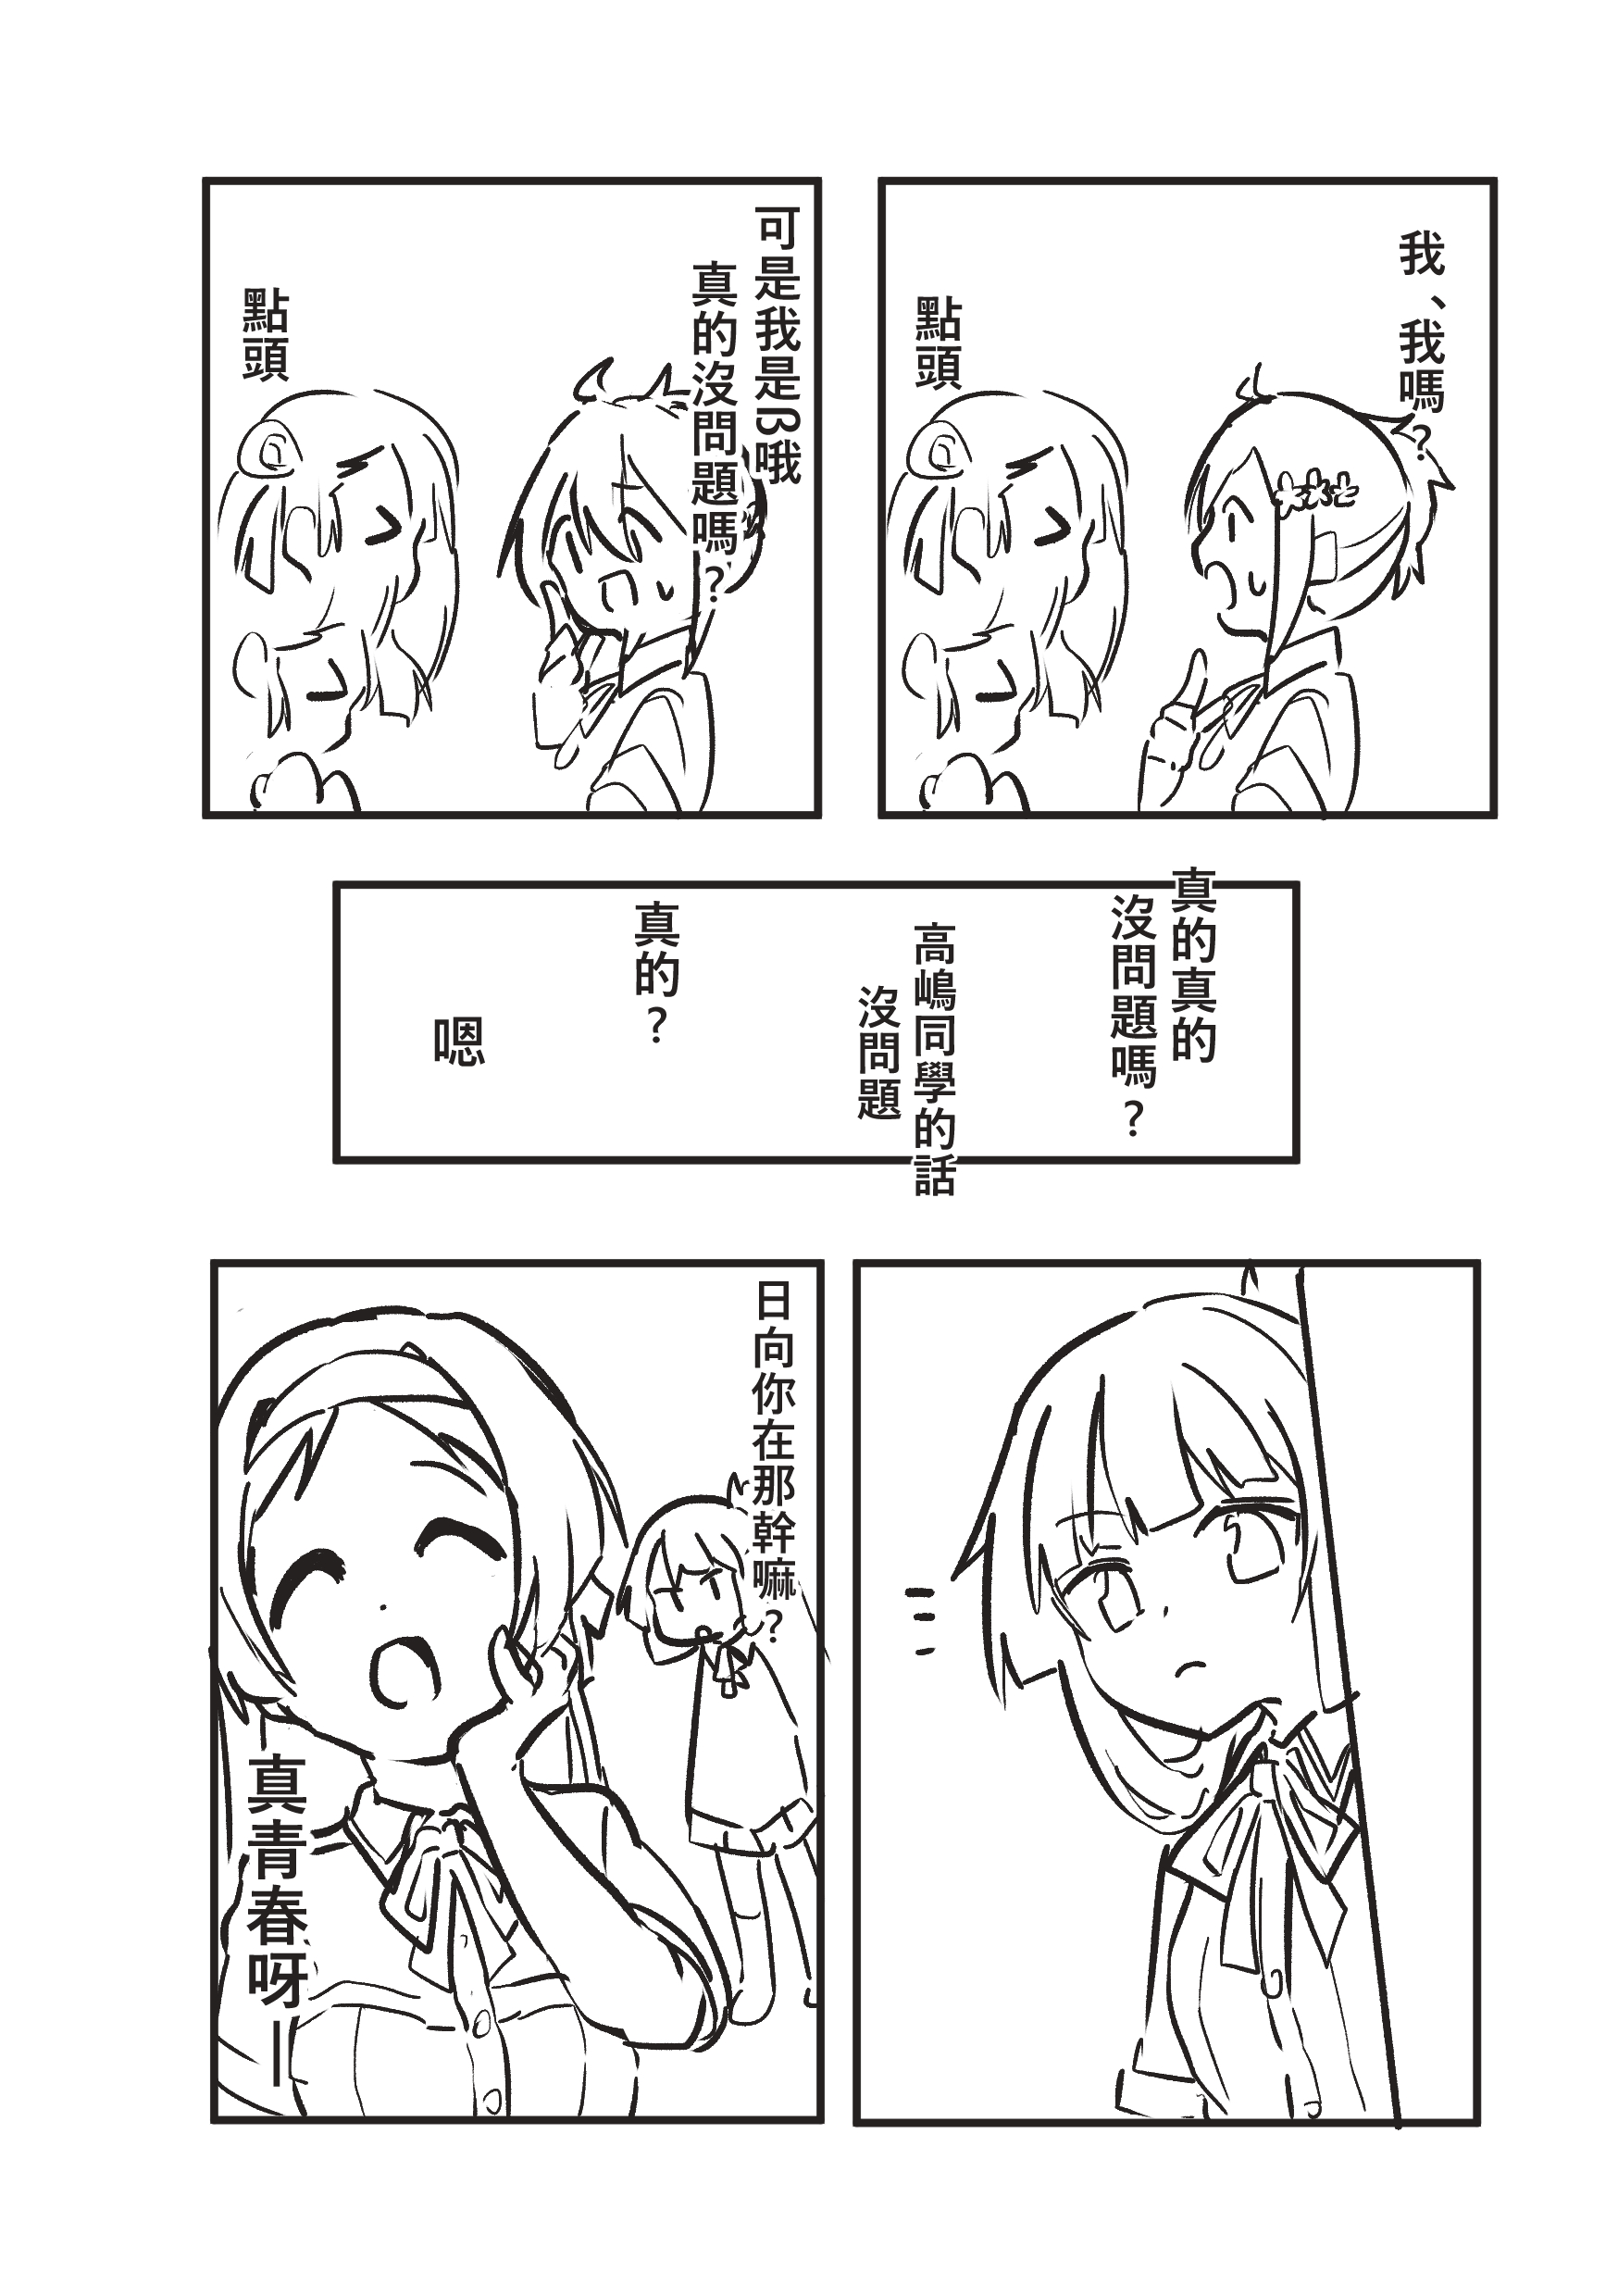 我、我嗎?
點頭
可是我是β哦
真的沒問題嗎?
點頭
真的真的
沒問題嗎?
高嶋同學的話
沒問題
真的?
嗯
日向你在那幹嘛?
真青春呀—